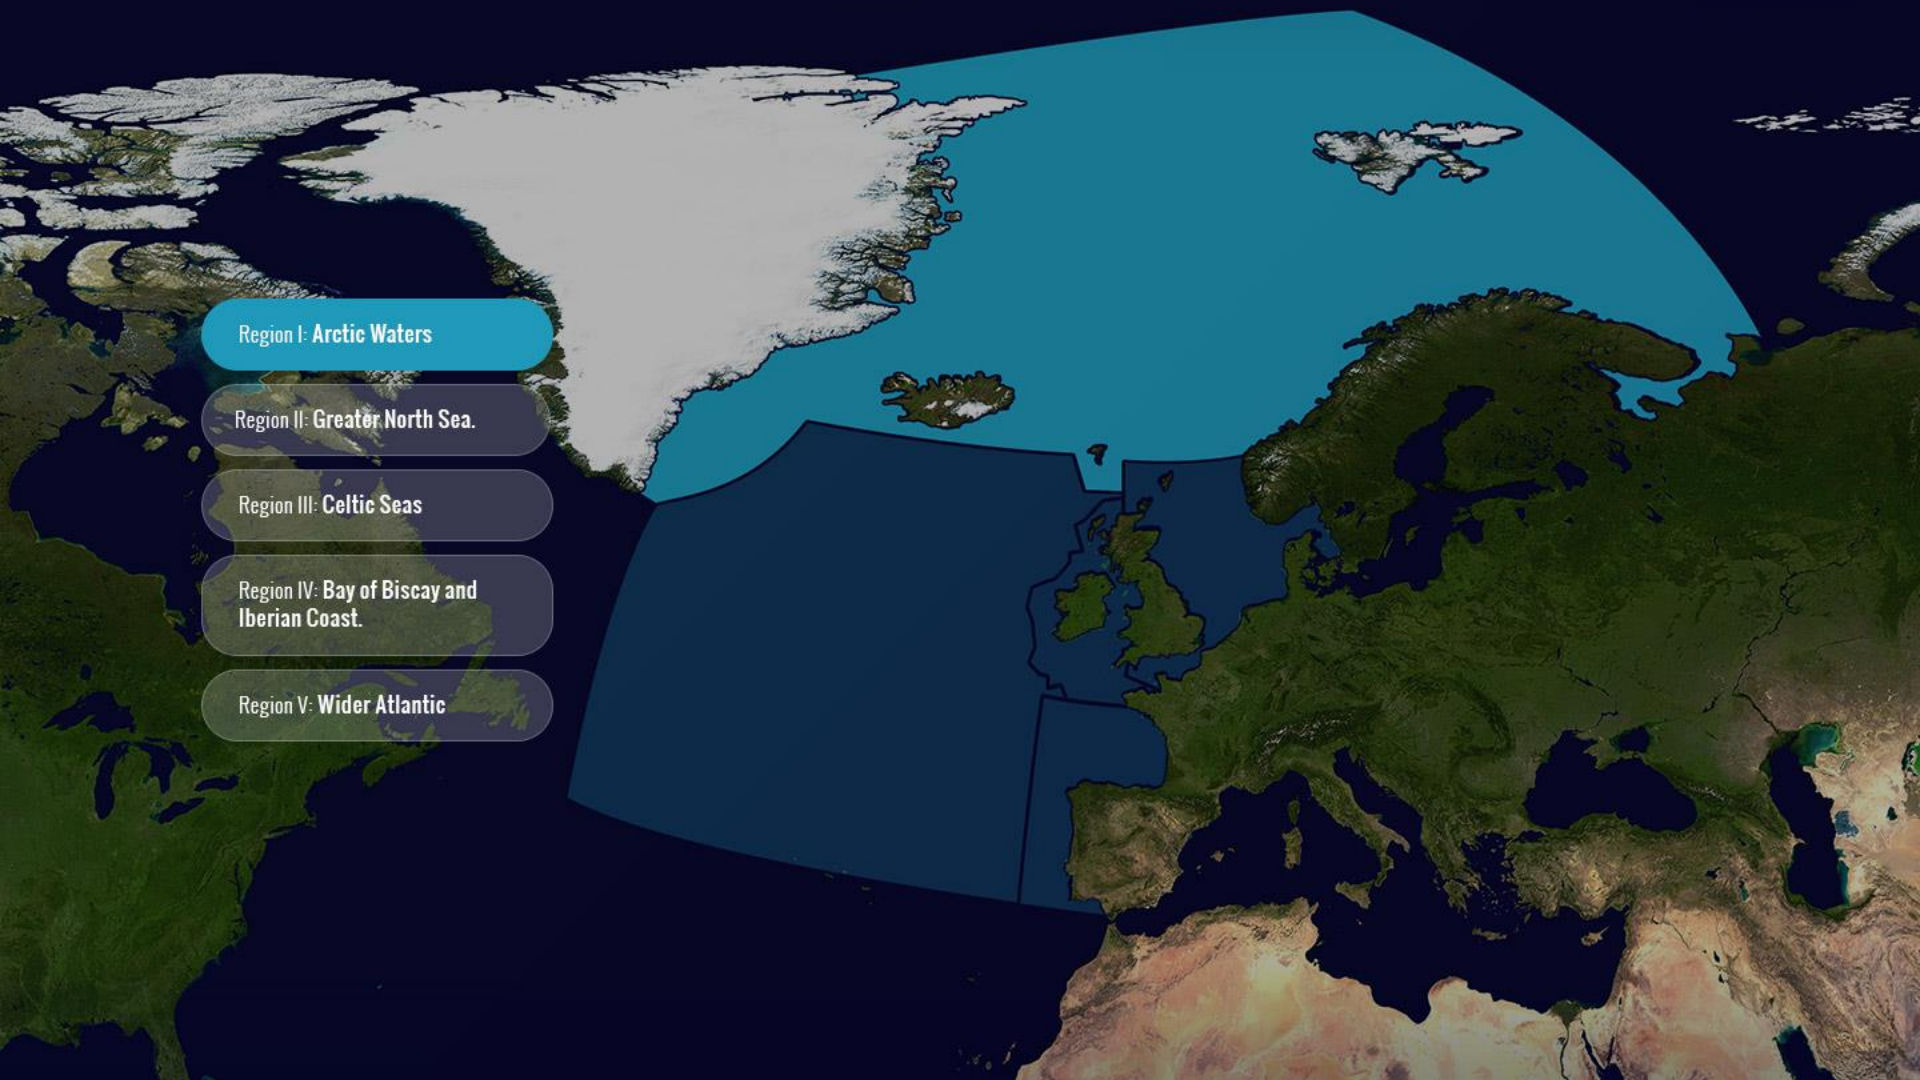 Region I: Arctic Waters
Region II: Greater North Sea.
Region III: Celtic Seas
Region IV: Bay of Biscay and
Iberian Coast.
Region V: Wider Atlantic